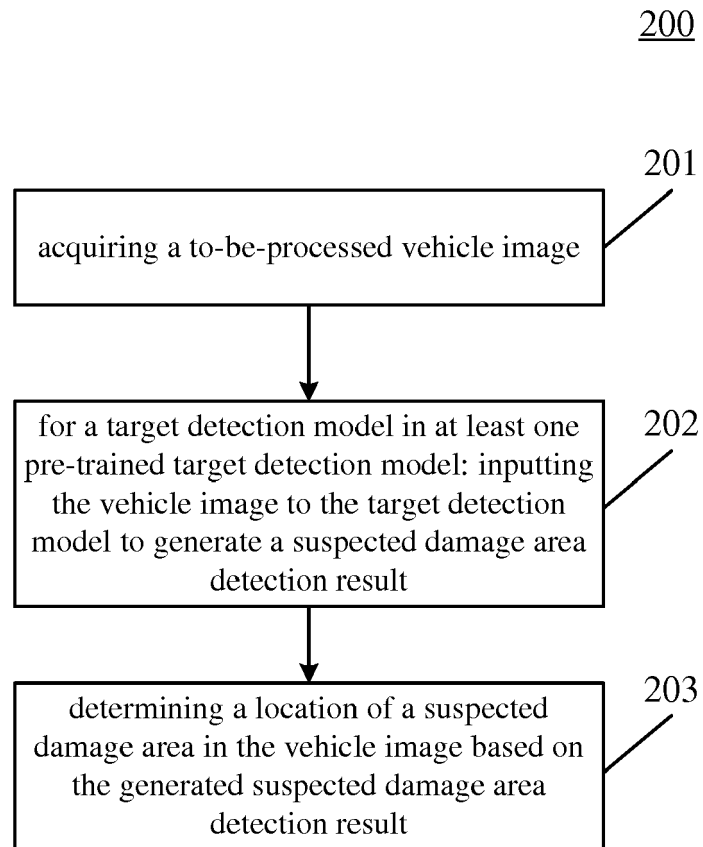 200
201
acquiring a to-be-processed vehicle image
202
for a target detection model in at least one
pre-trained target detection model: inputting
the vehicle image to the target detection
model to generate a suspected damage area
detection result
203
determining a location of a suspected
damage area in the vehicle image based on
the generated suspected damage area
detection result